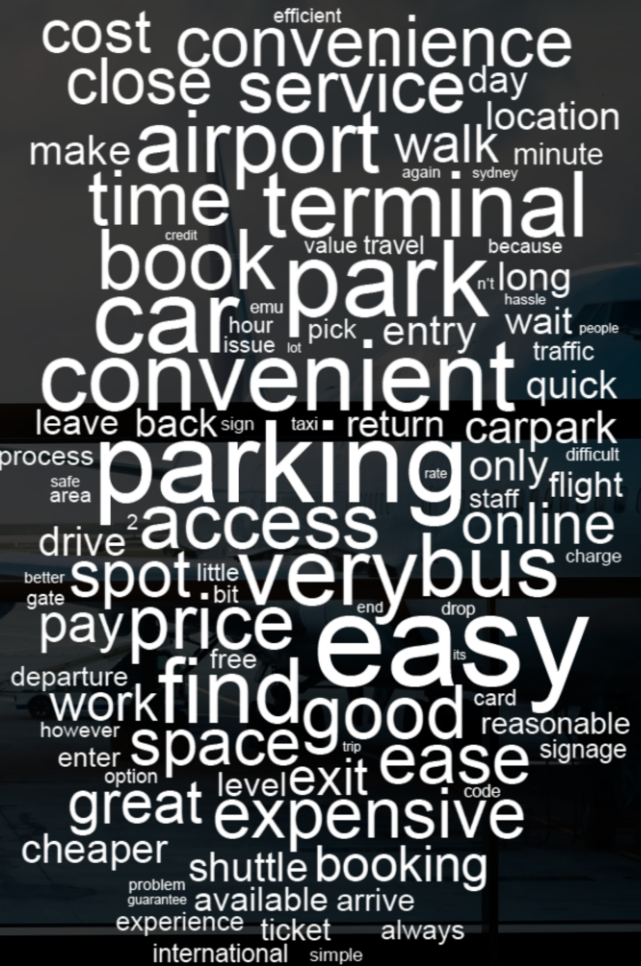 efficient
cost convenience
close service day
location
make airport walk minute
again sydney
time terminal
credit
book value travel because
park n't long
car emu hassle
hour pick entry wait people
issue lot traffic
convenient quick
leave back sign taxi return carpark
process parking only difficult
safe rate flight
area staff
2 access online
drive
better spot little very bus charge
gate bit
pay price end drop
free easy its
departure find
work good card
however reasonable
enter space trip ease signage
option level exit code
great expensive
cheaper
shuttle booking
problem
guarantee available arrive
experience ticket always
international simple